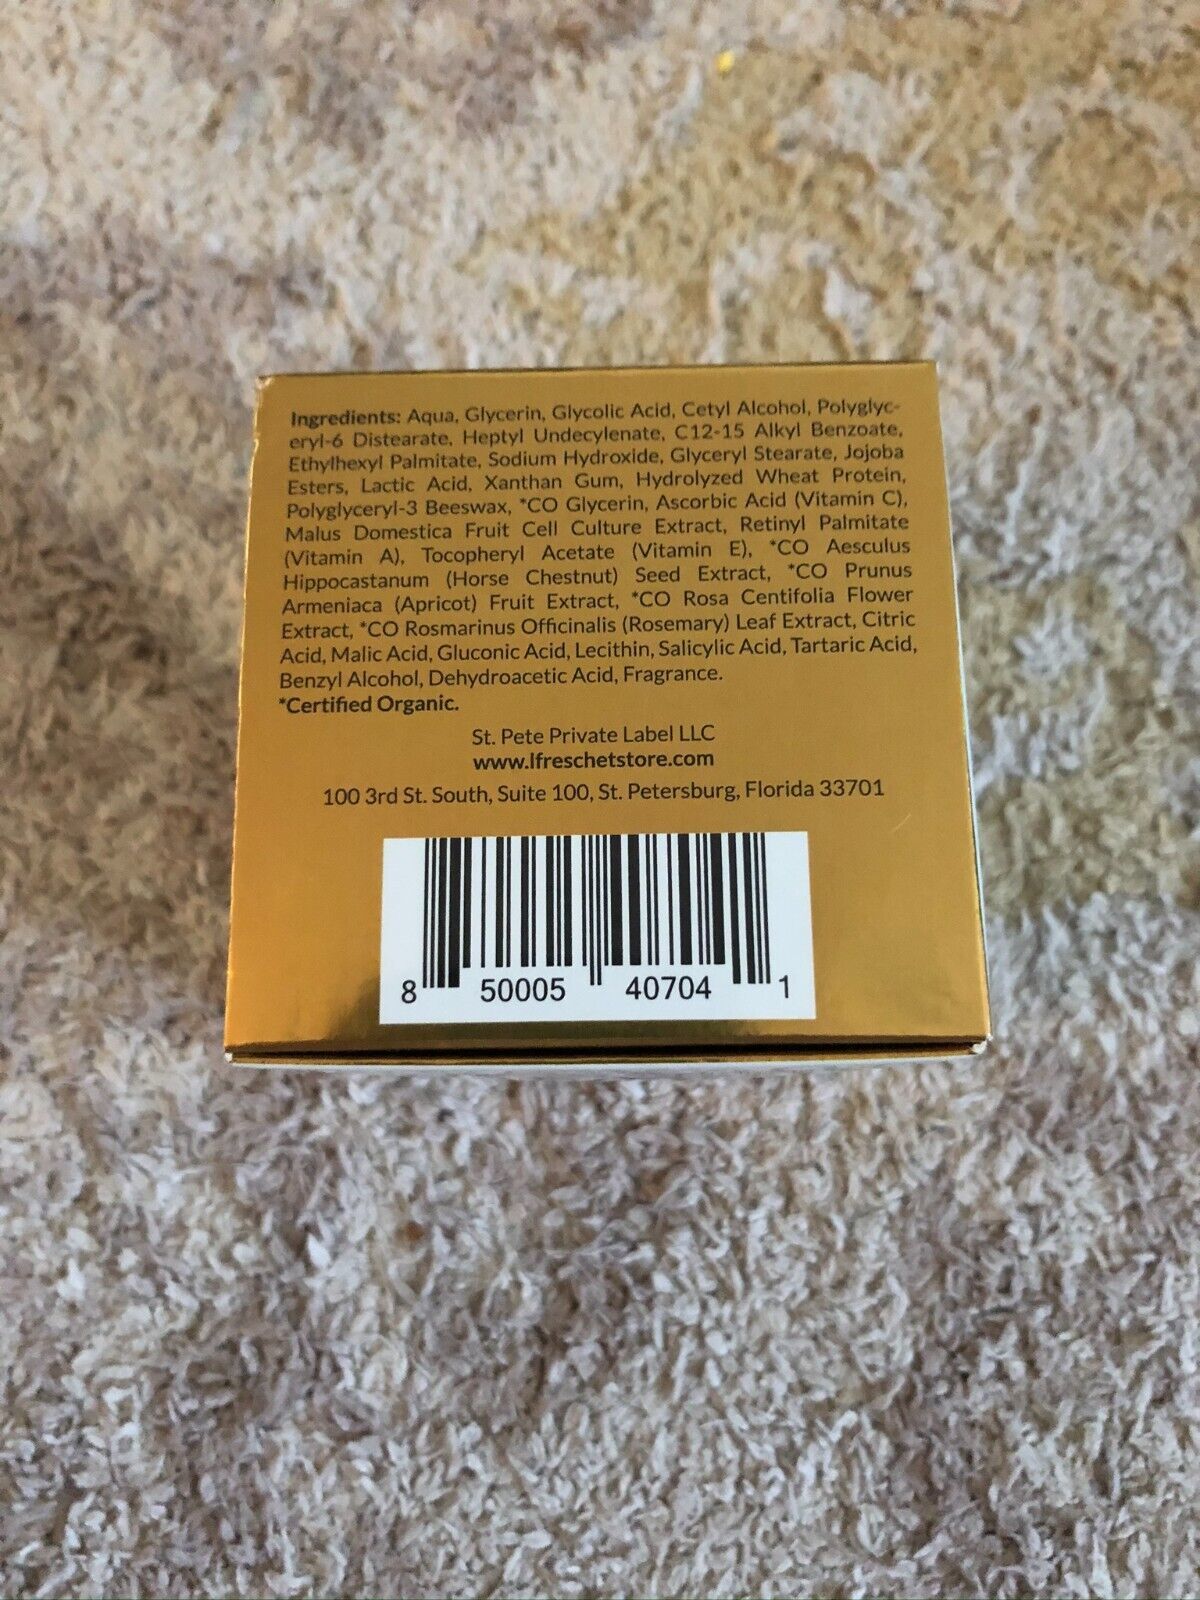 Ingredients: Aqua, Glycerin, Glycolic Acid, Cetyl Alcohol, Polyglyc-
eryl-6 Distearate, Heptyl Undecylenate, C12-15 Alkyl Benzoate,
Ethylhexyl Palmitate, Sodium Hydroxide, Glyceryl Stearate, Jojoba
Esters, Lactic Acid, Xanthan Gum, Hydrolyzed Wheat Protein,
Polyglyceryl-3 Beeswax, *CO Glycerin, Ascorbic Acid (Vitamin C),
Malus Domestica Fruit Cell Culture Extract, Retinyl Palmitate
(Vitamin A), Tocopheryl Acetate (Vitamin E), *CO Aesculus
Hippocastanum (Horse Chestnut) Seed Extract, *CO Prunus
Armeniaca (Apricot) Fruit Extract, *CO Rosa Centifolia Flower
Extract, *CO Rosmarinus Officinalis (Rosemary) Leaf Extract, Citric
Acid, Malic Acid, Gluconic Acid, Lecithin, Salicylic Acid, Tartaric Acid,
Benzyl Alcohol, Dehydroacetic Acid, Fragrance.
*Certified Organic.
St. Pete Private Label LLC
www.lfreschetstore.com
100 3rd St. South, Suite 100, St. Petersburg, Florida 33701
8 50005 40704 1